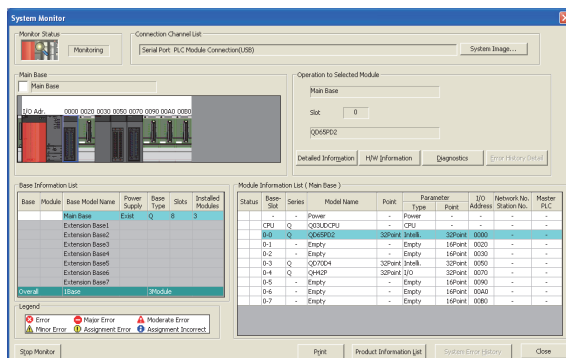 System Monitor
Monitor Status
Monitoring
Connection Channel List
Serial Port PLC Module Connection(USB)
System Image...
Main Base
Main Base
I/O Adr. 0000 0020 0030 0050 0070 0090 00A0 00B0
Operation to Selected Module
Main Base
Slot 0
QD65PD2
Detailed Information H/W Information Diagnostics Error History Detail
Base Information List
Base Module Base Model Name Power Supply Base Type Slots Installed Modules
Main Base Exist Q 8 3
Extension Base1
Extension Base2
Extension Base3
Extension Base4
Extension Base5
Extension Base6
Extension Base7
Overall 1Base 3Module
Legend
Error Major Error Moderate Error
Minor Error Assignment Error Assignment Incorrect
Module Information List ( Main Base )
Status Base-Slot Series Model Name Point Parameter Type Point I/O Address Network No. Station No. Master PLC
- - Power - Power - - - -
CPU Q Q03UDCPU - CPU - - - -
0-0 Q QD65PD2 32Point Intelli. 32Point 0000 - -
0-1 - Empty - Empty 16Point 0020 - -
0-2 - Empty - Empty 16Point 0030 - -
0-3 Q QD70D4 32Point Intelli. 32Point 0050 - -
0-4 Q QH42P 32Point I/O 32Point 0070 - -
0-5 - Empty - Empty 16Point 0090 - -
0-6 - Empty - Empty 16Point 00A0 - -
0-7 - Empty - Empty 16Point 00B0 - -
Stop Monitor
Print Product Information List System Error History Close